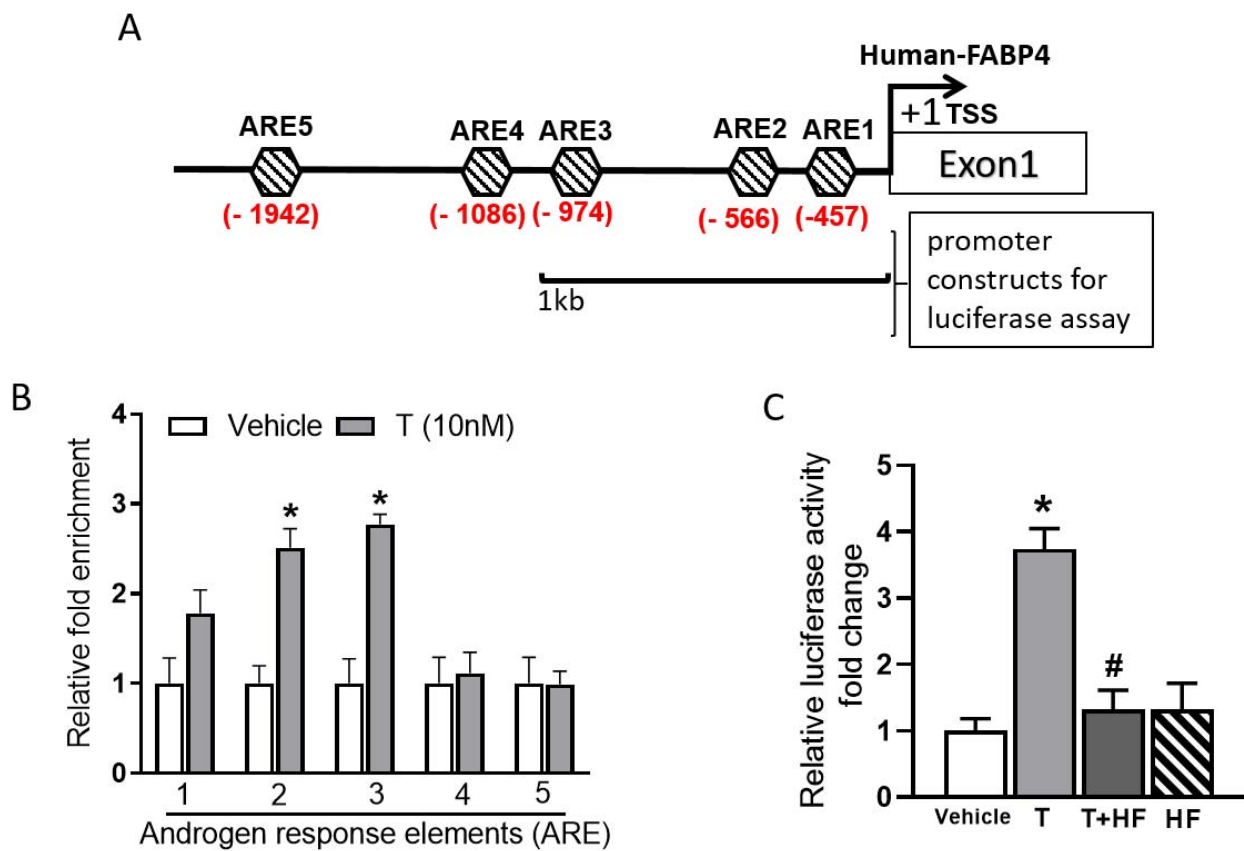 A
Human-FABP4
+1 TSS
ARE5 ARE4 ARE3 ARE2 ARE1
Exon1
(- 1942) (- 1086) (- 974) (- 566) (-457)
promoter
constructs for
luciferase assay
1kb
B
Vehicle T (10nM)
Relative fold enrichment
4
3
2
1
0
* *
1 2 3 4 5
Androgen response elements (ARE)
C
Relative luciferase activity
fold change
5
4
3
2
1
0
*
#
Vehicle T T+HF HF